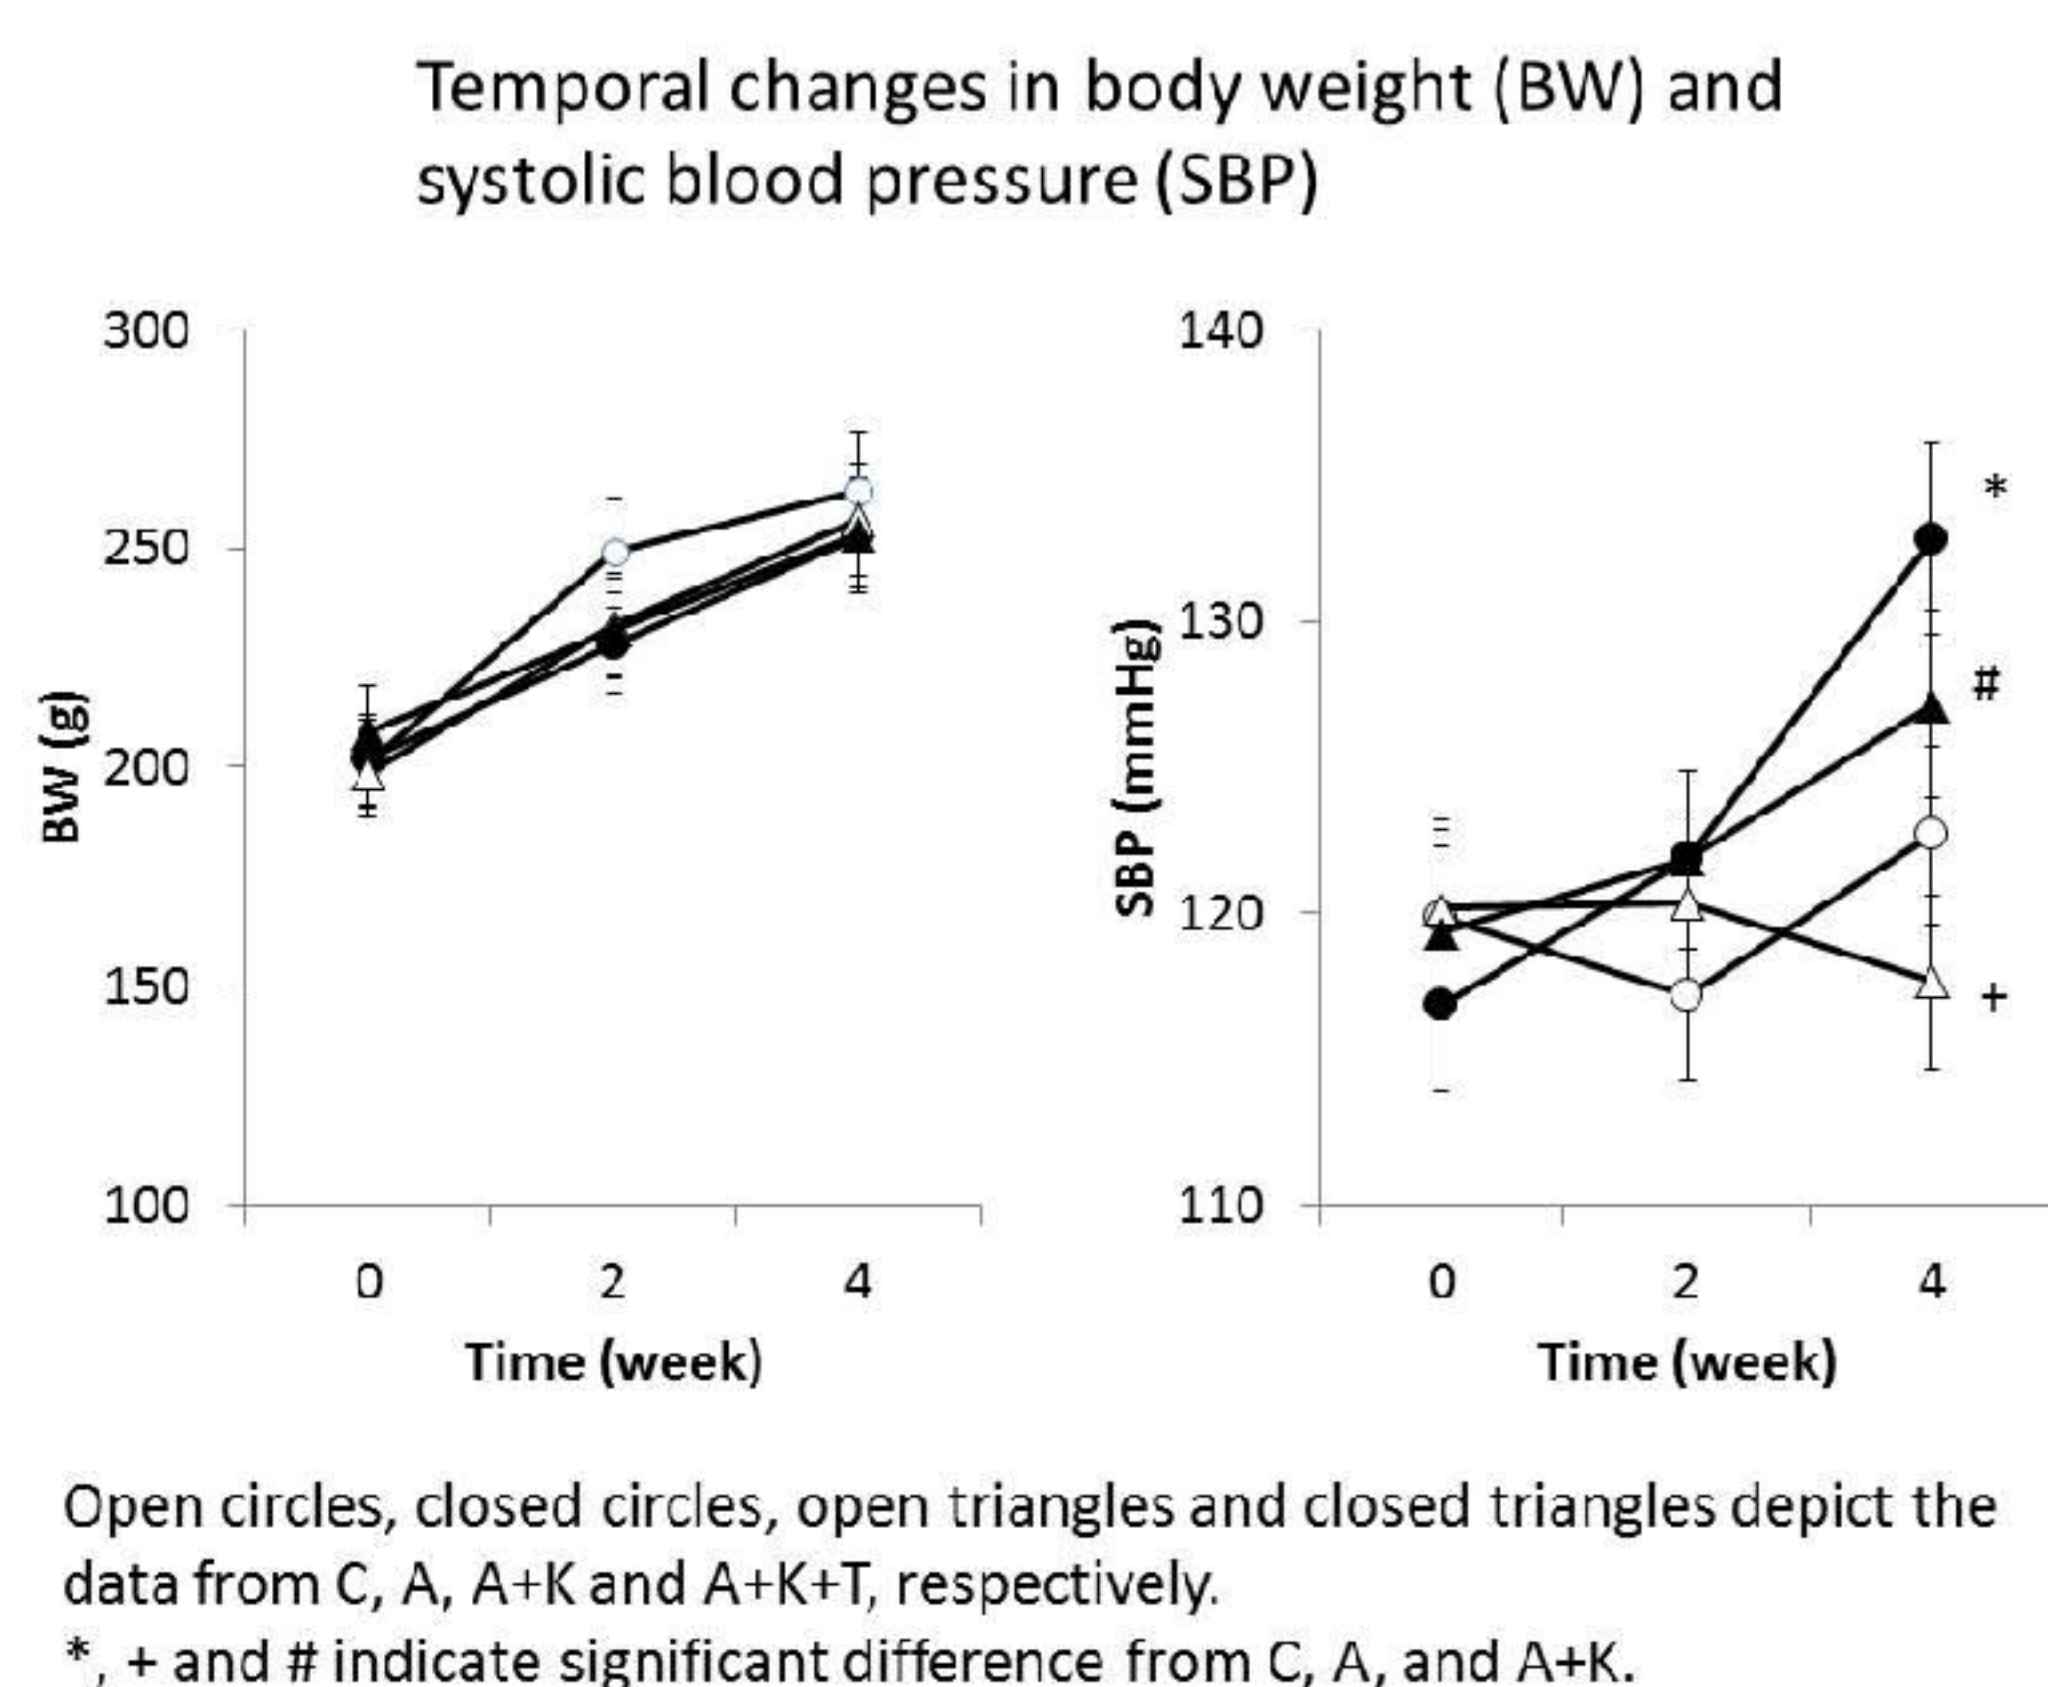 Temporal changes in body weight (BW) and
systolic blood pressure (SBP)
300
250
200
150
100
BW (g)
0 2 4
Time (week)
140
130
120
110
SBP (mmHg)
*
#
+
0 2 4
Time (week)
Open circles, closed circles, open triangles and closed triangles depict the
data from C, A, A+K and A+K+T, respectively.
*, + and # indicate significant difference from C, A, and A+K.